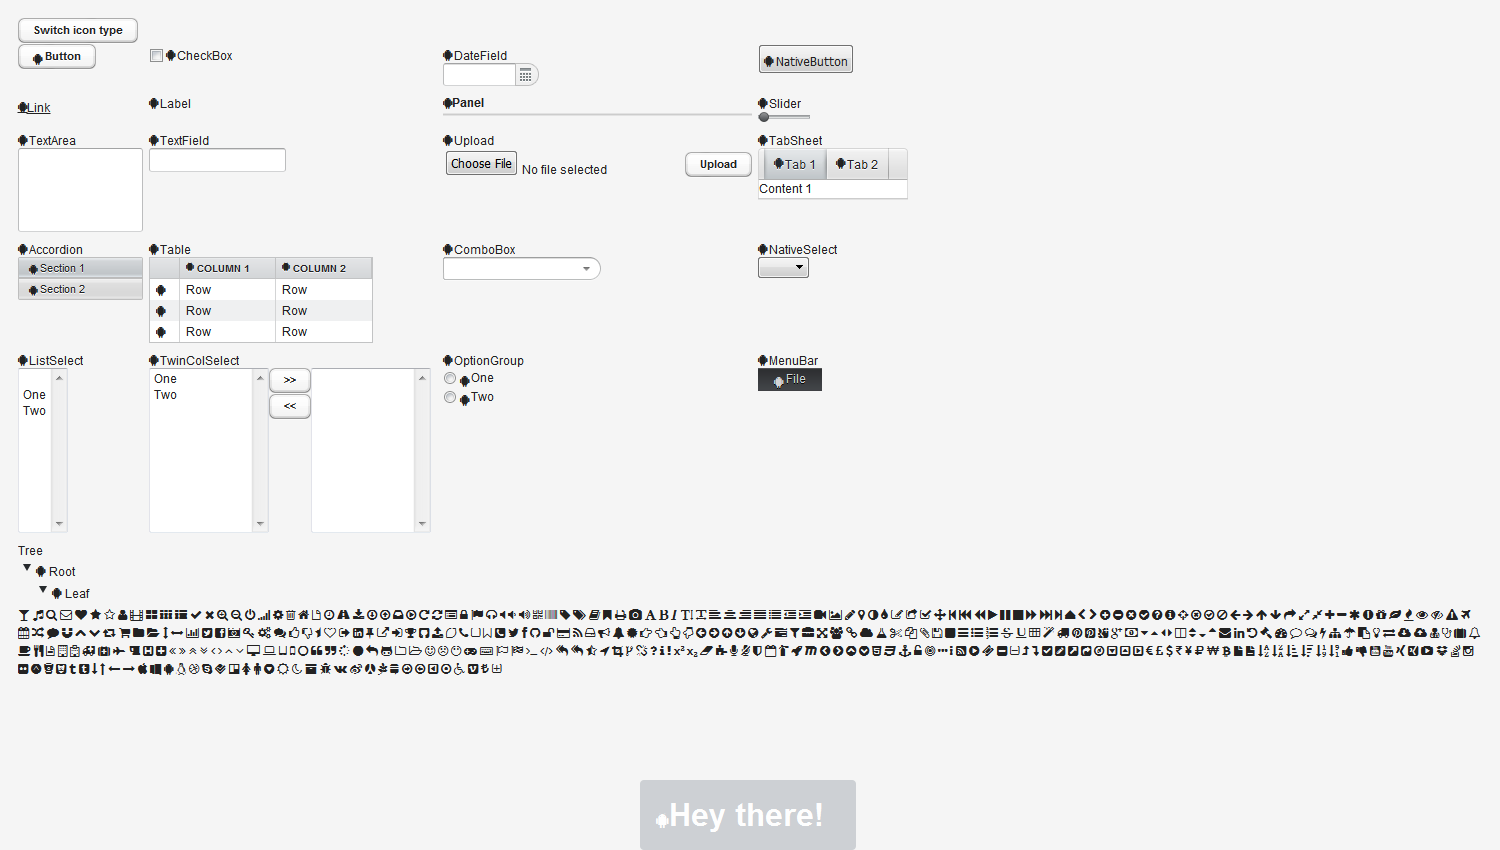 Switch icon type
Button
CheckBox
DateField
NativeButton
Link
Label
Panel
Slider
TextArea
TextField
Upload
Choose File
No file selected
Upload
TabSheet
Tab 1
Tab 2
Content 1
Accordion
Section 1
Section 2
Table
COLUMN 1
COLUMN 2
Row
Row
Row
Row
Row
Row
ComboBox
NativeSelect
ListSelect
One
Two
TwinColSelect
One
Two
>>
<<
OptionGroup
One
Two
MenuBar
File
Tree
Root
Leaf
Hey there!